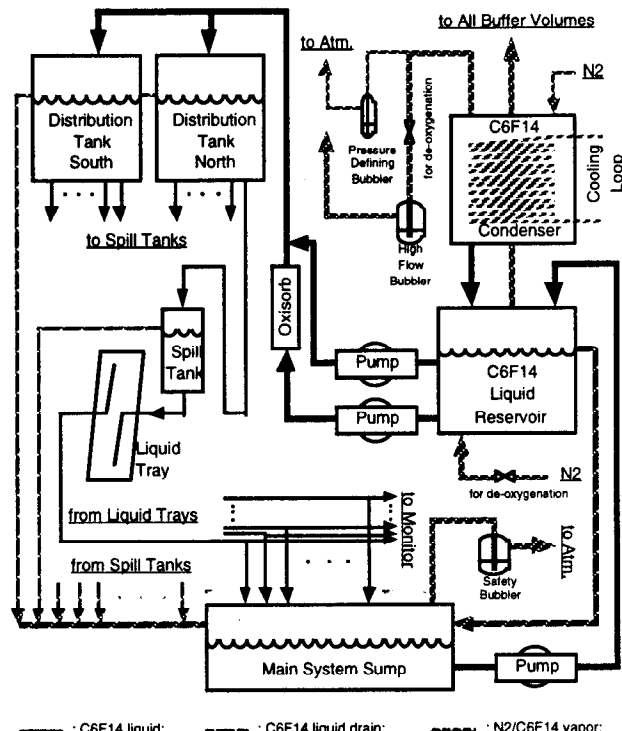 to All Buffer Volumes
to Atm.
N2
Distribution
Tank
South
Distribution
Tank
North
Pressure
Defining
Bubbler
for de-oxygenation
C6F14
Condenser
Cooling
Loop
to Spill Tanks
High
Flow
Bubbler
Oxisorb
Spill
Tank
Pump
C6F14
Liquid
Reservoir
Pump
Liquid
Tray
N2
for de-oxygenation
from Liquid Trays
to Monitor
to Atm.
from Spill Tanks
Safety
Bubbler
Main System Sump
Pump
: C6F14 liquid;
: C6F14 liquid drain;
: N2/C6F14 vapor;